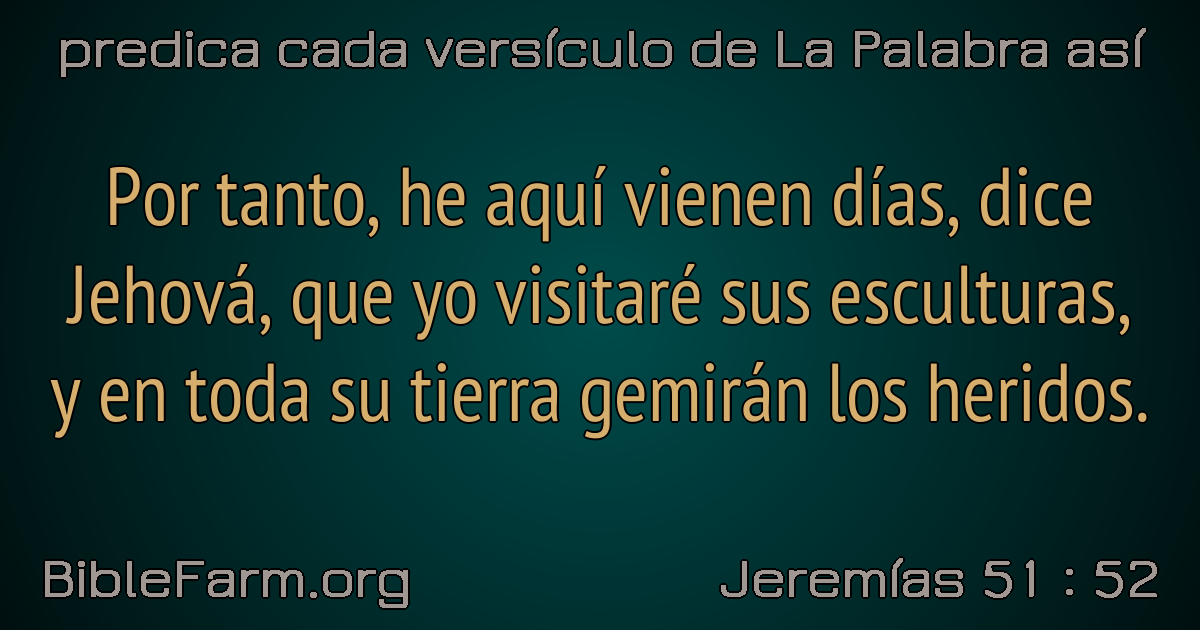 predica cada versículo de La Palabra así
Por tanto, he aquí vienen días, dice
Jehová, que yo visitaré sus esculturas,
y en toda su tierra gemirán los heridos.
BibleFarm.org
Jeremías 51 : 52